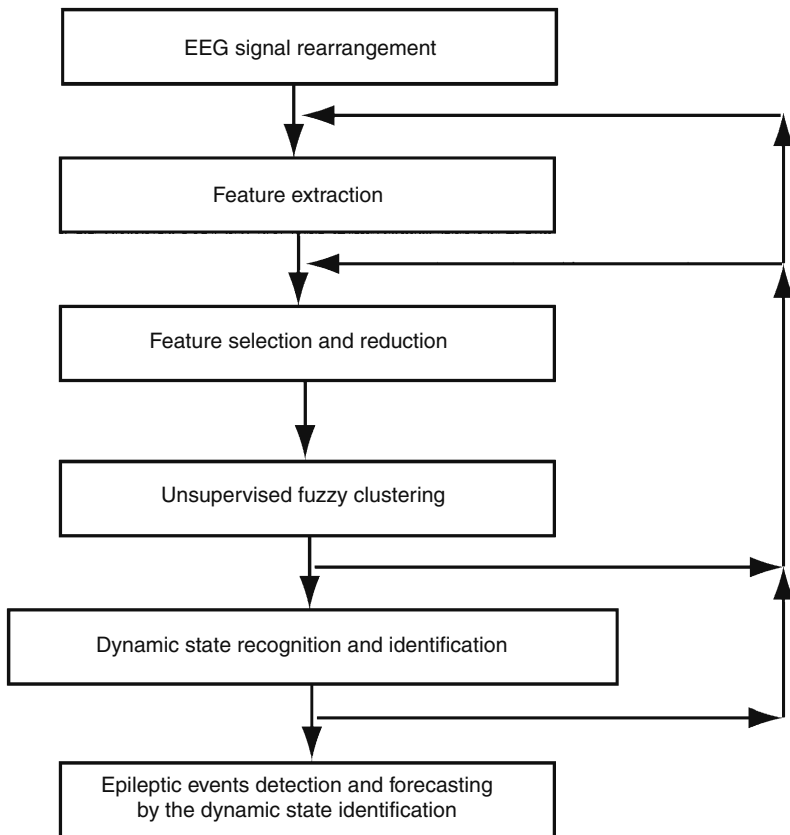 EEG signal rearrangement
Feature extraction
Feature selection and reduction
Unsupervised fuzzy clustering
Dynamic state recognition and identification
Epileptic events detection and forecasting
by the dynamic state identification